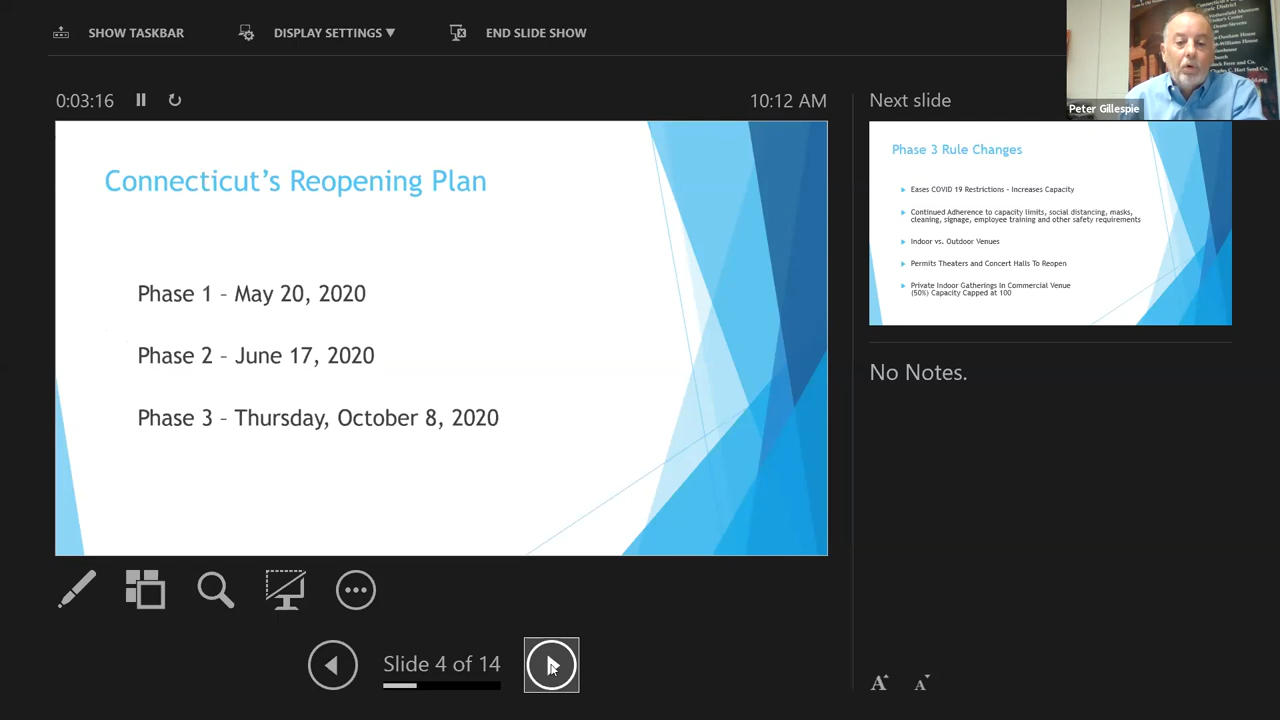 SHOW TASKBAR
DISPLAY SETTINGS ▼
END SLIDE SHOW
Peter Gillespie
0:03:16
10:12 AM
Connecticut's Reopening Plan
Phase 1 – May 20, 2020
Phase 2 – June 17, 2020
Phase 3 – Thursday, October 8, 2020
Slide 4 of 14
Next slide
Phase 3 Rule Changes
Eases COVID 19 Restrictions – Increases Capacity
Continued Adherence to capacity limits, social distancing, masks,
cleaning, signage, employee training and other safety requirements
Indoor vs. Outdoor Venues
Permits Theaters and Concert Halls To Reopen
Private Indoor Gatherings In Commercial Venue
(50%) Capacity Capped at 100
No Notes.
A A